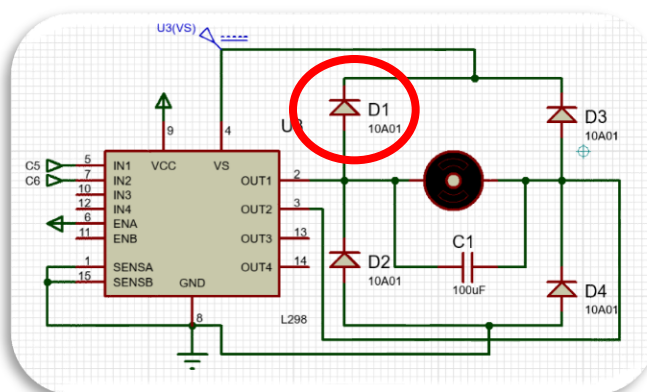 U3(VS)
D1
10A01
D3
10A01
9
4
VCC
VS
C5
5
IN1
C6
7
IN2
10
IN3
12
IN4
6
ENA
11
ENB
1
SENSA
15
SENSB
GND
8
OUT1
2
OUT2
3
OUT3
13
OUT4
14
L298
D2
10A01
C1
100uF
D4
10A01